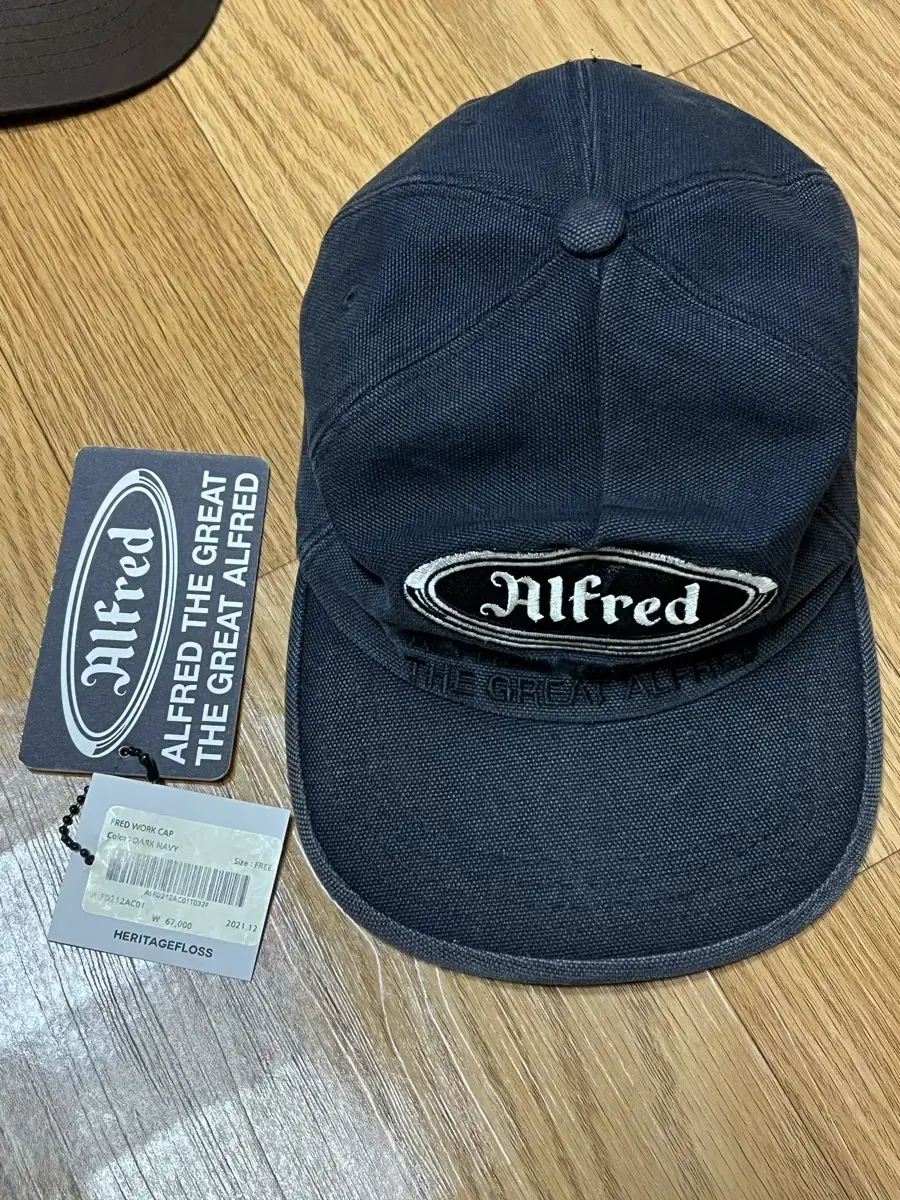 Alfred
THE GREAT ALFRED
Alfred
ALFRED THE GREAT
THE GREAT ALFRED
FRED WORK CAP
Color : DARK NAVY
Size : FREE
₩ 67,000
2021.12
HERITAGEFLOSS